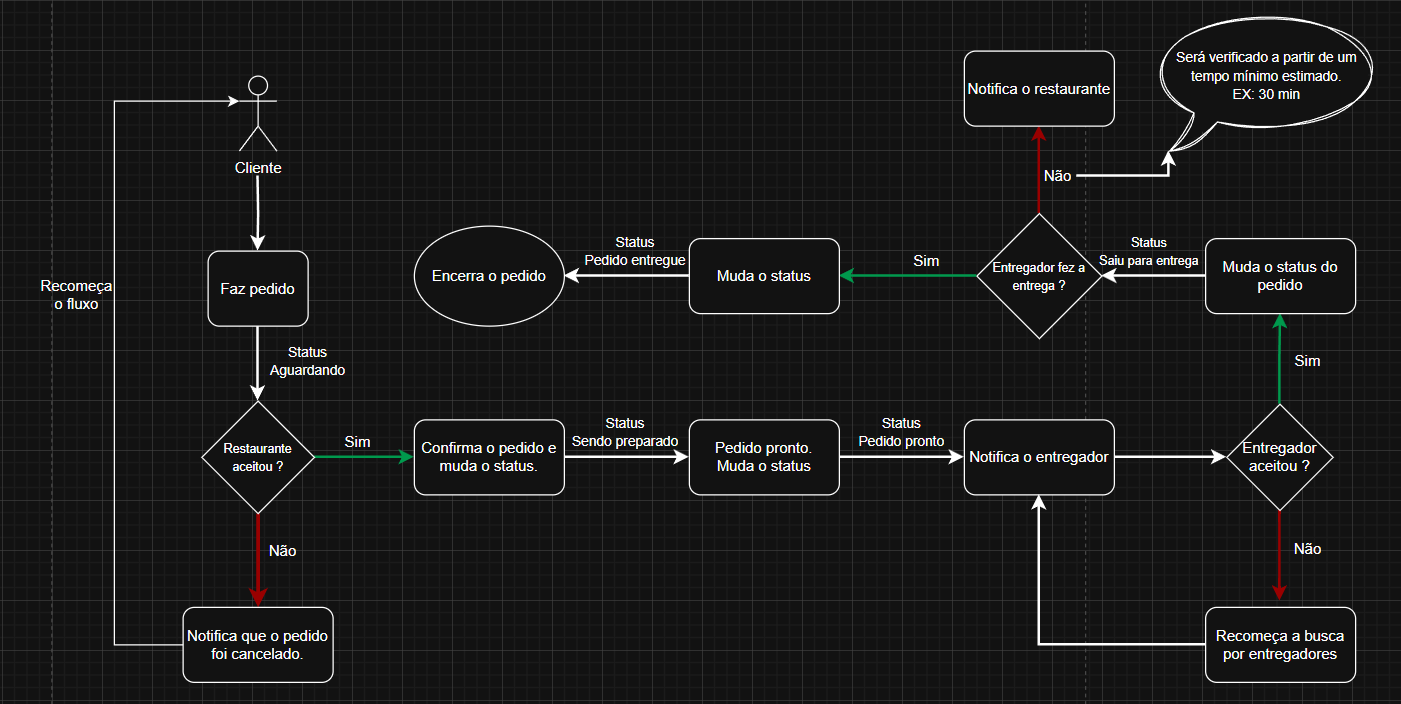 Será verificado a partir de um
tempo mínimo estimado.
EX: 30 min
Notifica o restaurante
Cliente
Não
Status
Pedido entregue
Encerra o pedido
Muda o status
Sim
Entregador fez a
entrega ?
Status
Saiu para entrega
Muda o status do
pedido
Recomeça
o fluxo
Faz pedido
Status
Aguardando
Sim
Restaurante
aceitou ?
Sim
Confirma o pedido e
muda o status.
Status
Sendo preparado
Pedido pronto.
Muda o status
Status
Pedido pronto
Notifica o entregador
Entregador
aceitou ?
Não
Não
Notifica que o pedido
foi cancelado.
Recomeça a busca
por entregadores